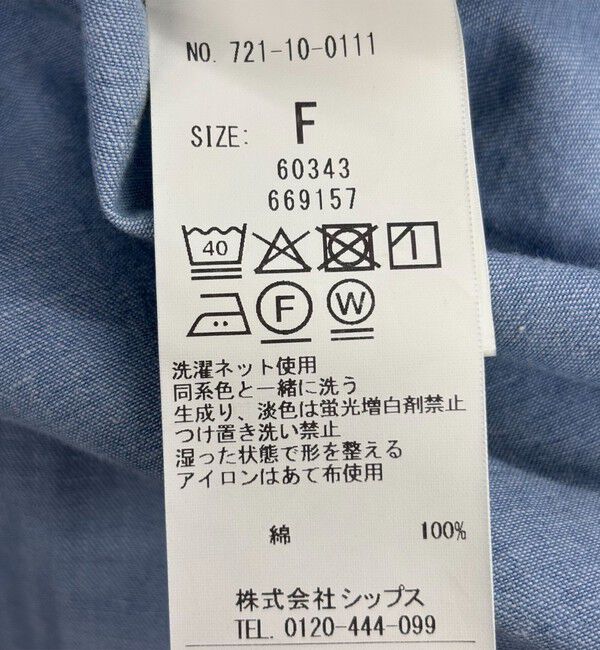 NO. 721-10-0111
SIZE: F
60343
669157
40
F W
洗濯ネット使用
同系色と一緒に洗う
生成り、淡色は蛍光増白剤禁止
つけ置き洗い禁止
湿った状態で形を整える
アイロンはあて布使用
綿 100%
株式会社シップス
TEL. 0120-444-099